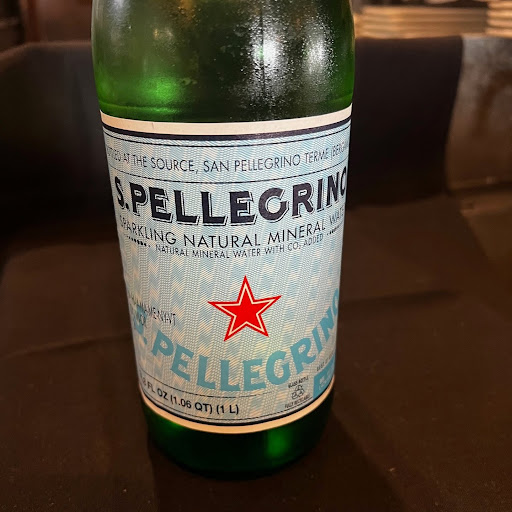 AT THE SOURCE, SAN PELLEGRINO TERME
S.PELLEGRINO
SPARKLING NATURAL MINERAL
NATURAL MINERAL WATER WITH CO₂ ADDED
S. PELLEGRINO
FL OZ (1.06 QT) (1 L)